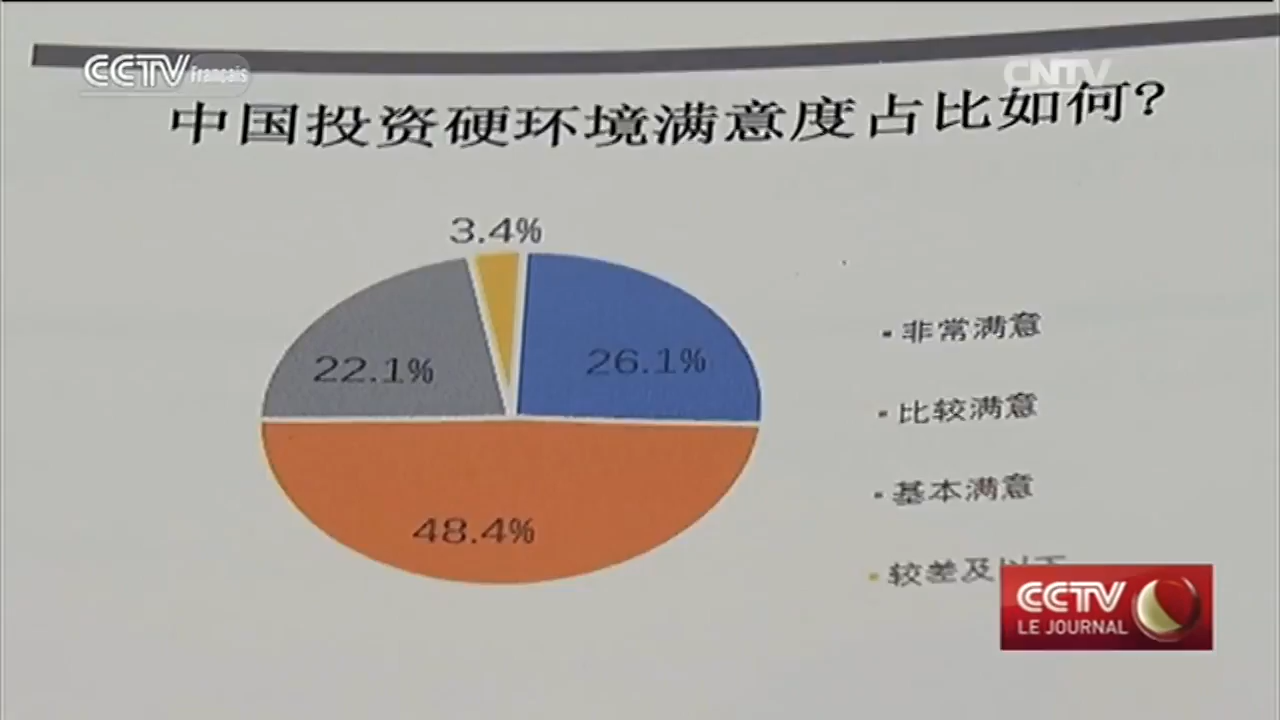 CCTV Français
CNTV
中国投资硬环境满意度占比如何?
3.4%
22.1%
26.1%
48.4%
非常满意
比较满意
基本满意
较差及以下
CCTV
LE JOURNAL